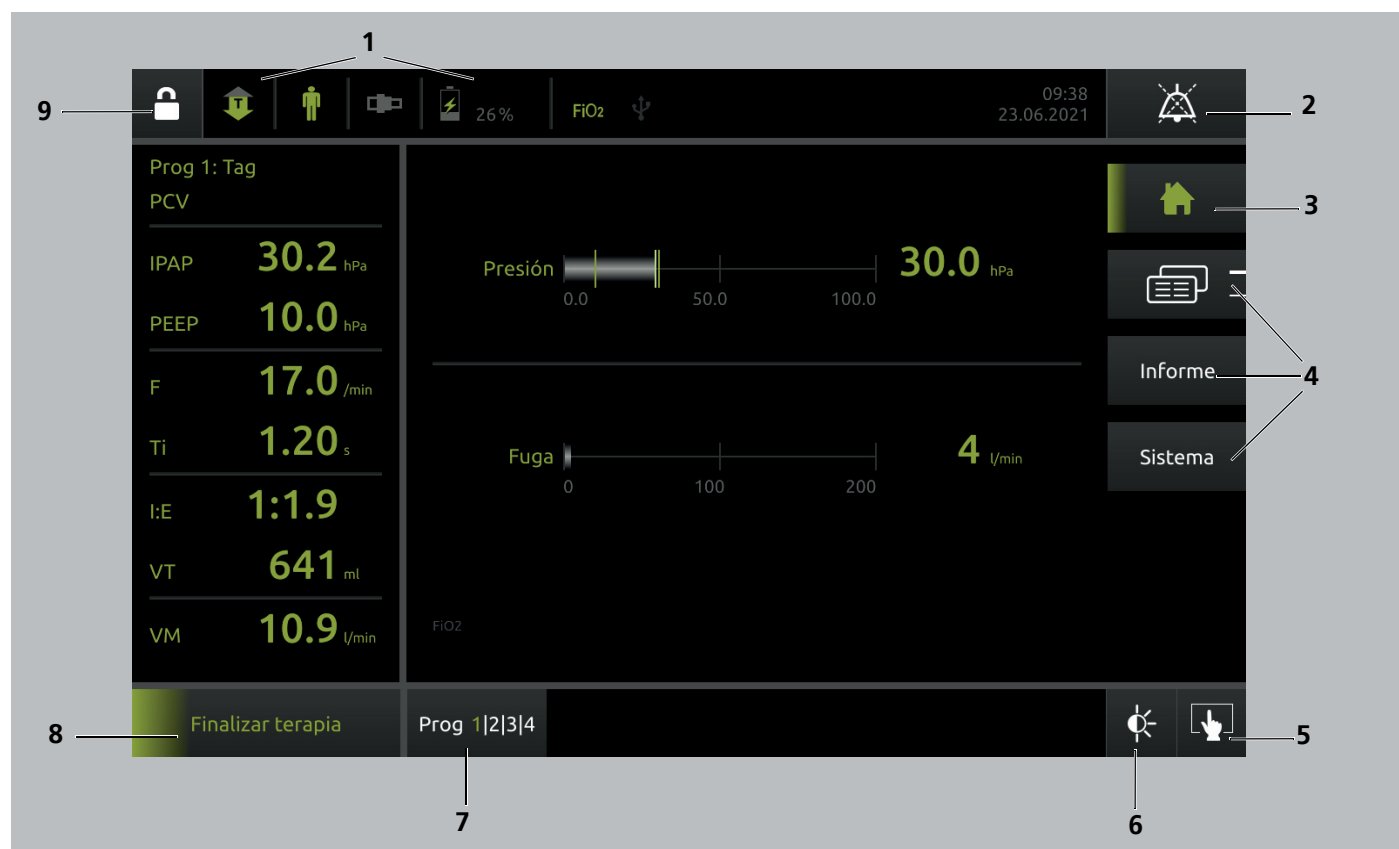 1
9
T
26%
FiO2
09:38
23.06.2021
2
Prog 1: Tag
PCV
IPAP 30.2 hPa
PEEP 10.0 hPa
F 17.0 /min
Ti 1.20 s
I:E 1:1.9
VT 641 ml
VM 10.9 l/min
Presión 30.0 hPa
0.0 50.0 100.0
Fuga 4 l/min
0 100 200
FiO2
3
Informe
4
Sistema
Finalizar terapia
Prog 1|2|3|4
8
5
7
6